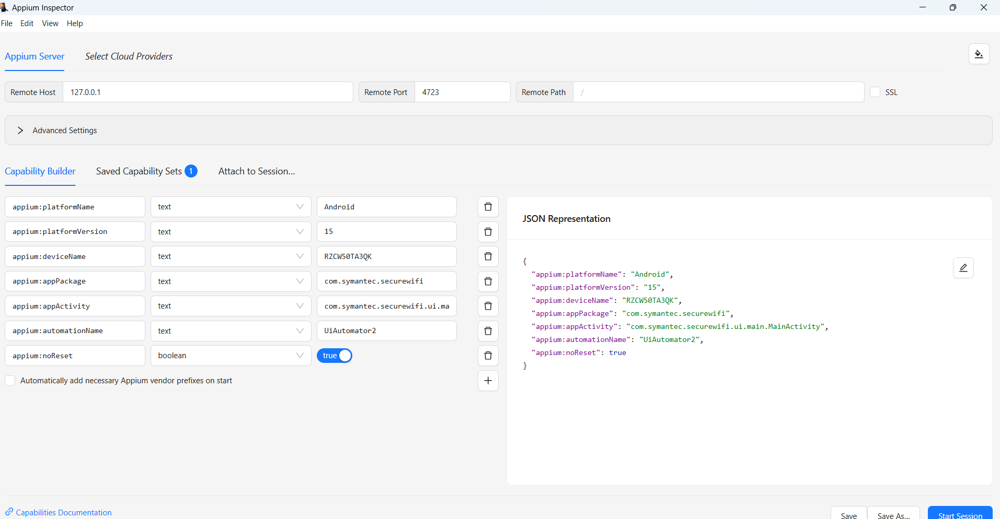 Appium Inspector
File Edit View Help
Appium Server Select Cloud Providers
Remote Host 127.0.0.1 Remote Port 4723 Remote Path / SSL
Advanced Settings
Capability Builder Saved Capability Sets 1 Attach to Session...
appium:platformName text Android
appium:platformVersion text 15
appium:deviceName text RZCW50TA3QK
appium:appPackage text com.symantec.securewifi
appium:appActivity text com.symantec.securewifi.ui.ma
appium:automationName text UiAutomator2
appium:noReset boolean true
Automatically add necessary Appium vendor prefixes on start
JSON Representation
{
"appium:platformName": "Android",
"appium:platformVersion": "15",
"appium:deviceName": "RZCW50TA3QK",
"appium:appPackage": "com.symantec.securewifi",
"appium:appActivity": "com.symantec.securewifi.ui.main.MainActivity",
"appium:automationName": "UiAutomator2",
"appium:noReset": true
}
Capabilities Documentation Save Save As... Start Session